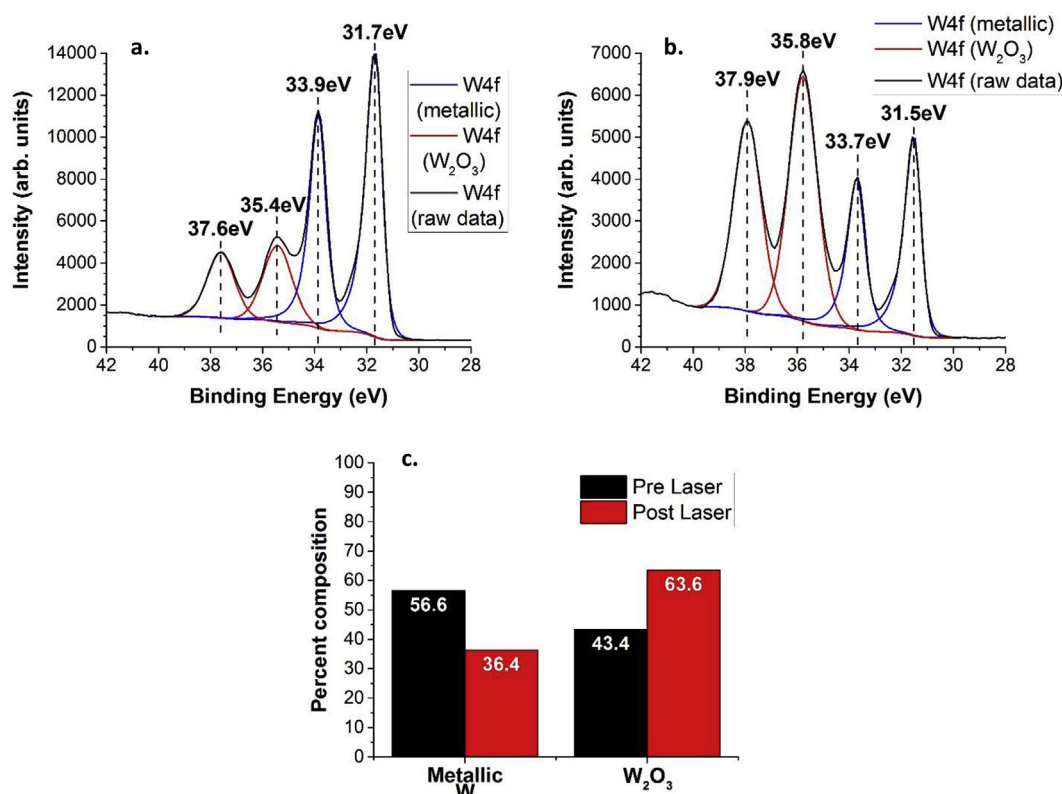 a.
31.7eV
33.9eV
35.4eV
37.6eV
W4f
(metallic)
W4f
(W₂O₃)
W4f
(raw data)
14000
12000
10000
8000
6000
4000
2000
0
Intensity (arb. units)
42 40 38 36 34 32 30 28
Binding Energy (eV)
b.
W4f (metallic)
W4f (W₂O₃)
W4f (raw data)
35.8eV
37.9eV
33.7eV
31.5eV
7000
6000
5000
4000
3000
2000
1000
0
Intensity (arb. units)
42 40 38 36 34 32 30 28
Binding Energy (eV)
c.
Pre Laser
Post Laser
100
90
80
70
60
50
40
30
20
10
0
Percent composition
56.6
36.4
43.4
63.6
Metallic
W
W₂O₃